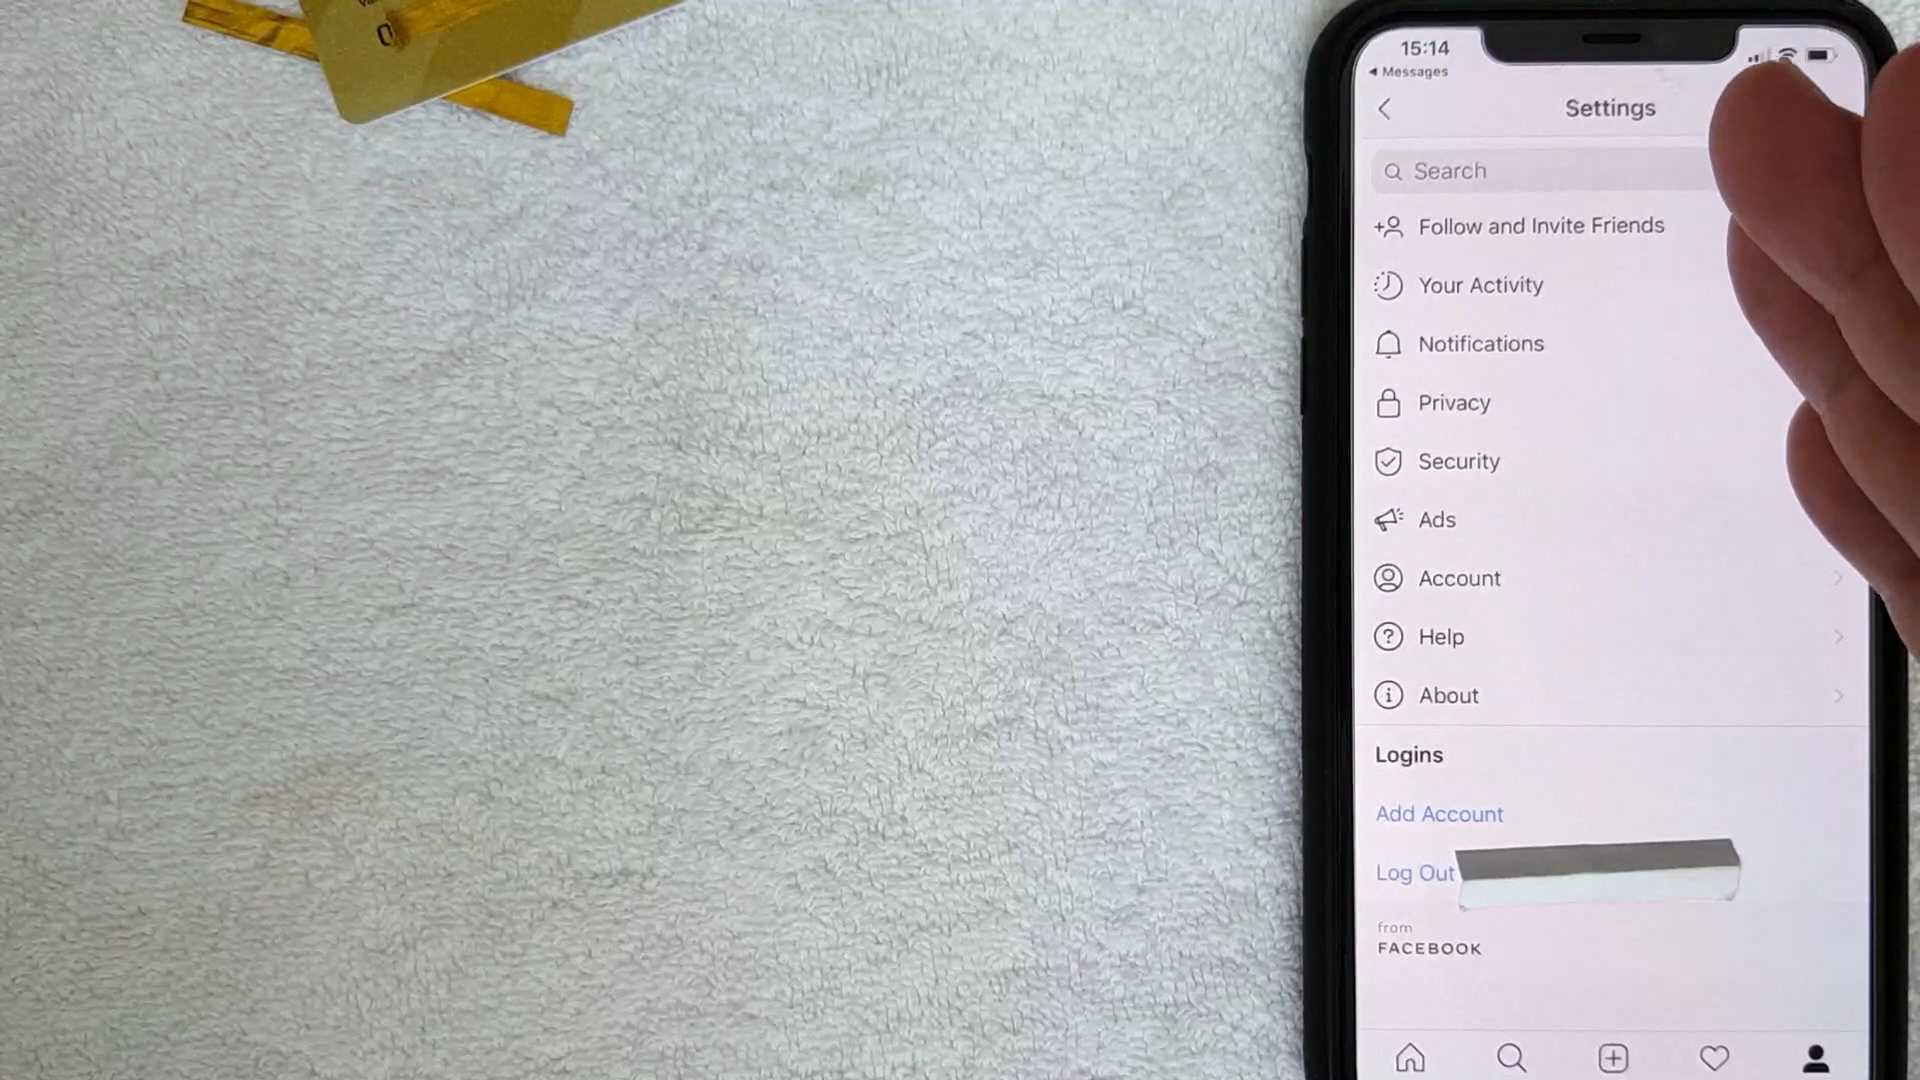 15:14
Messages
Settings
Search
Follow and Invite Friends
Your Activity
Notifications
Privacy
Security
Ads
Account
Help
About
Logins
Add Account
Log Out
from
FACEBOOK